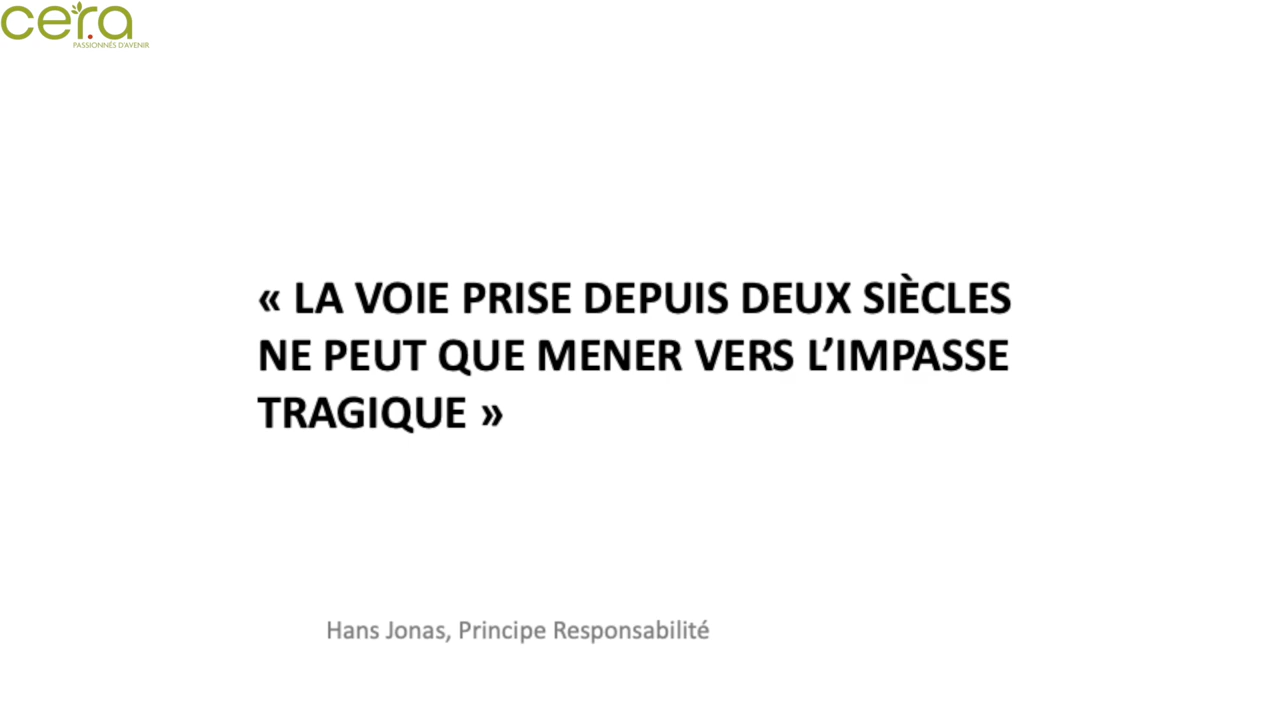 cer.a
PASSIONNÉS D'AVENIR
« LA VOIE PRISE DEPUIS DEUX SIÈCLES
NE PEUT QUE MENER VERS L’IMPASSE
TRAGIQUE »
Hans Jonas, Principe Responsabilité